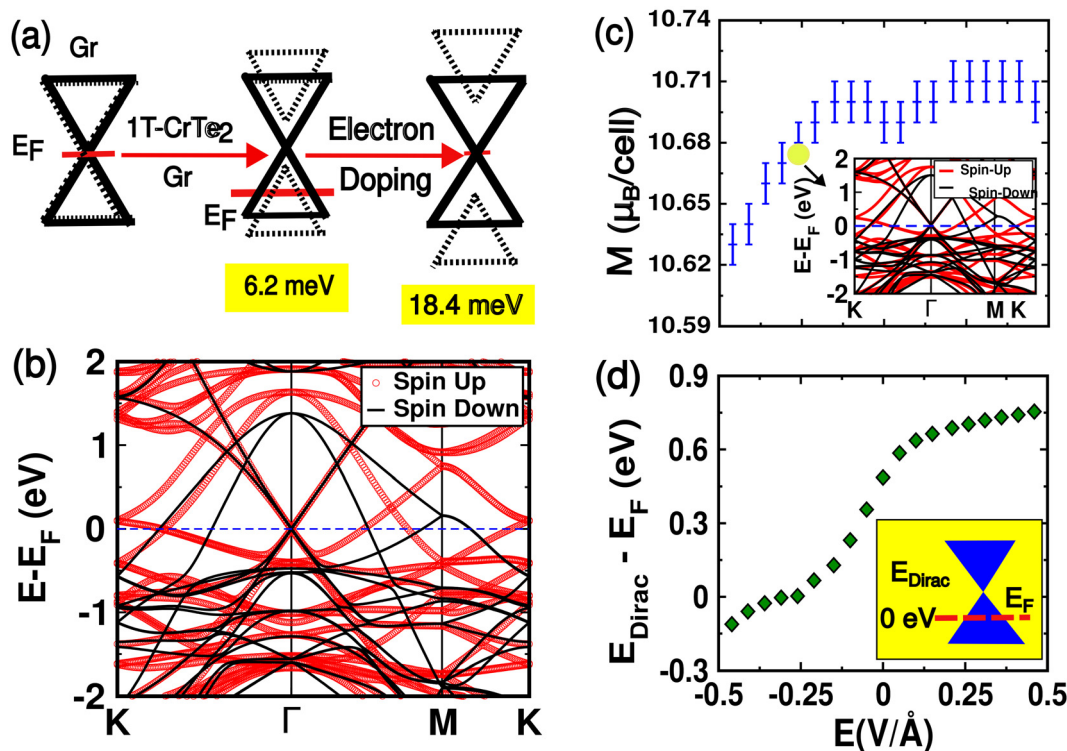 (a)
Gr
E_F
1T-CrTe₂
Gr
E_F
Electron
Doping
6.2 meV
18.4 meV
(b)
Spin Up
Spin Down
E-E_F (eV)
2
1
0
-1
-2
K
Γ
M
K
(c)
M (μ_B/cell)
10.74
10.71
10.68
10.65
10.62
10.59
Spin-Up
Spin-Down
E-E_F (eV)
2
1
0
-1
-2
K
Γ
M
K
(d)
E_Dirac - E_F (eV)
0.9
0.6
0.3
0
-0.3
E_Dirac
E_F
0 eV
-0.5
-0.25
0
0.25
0.5
E(V/Å)